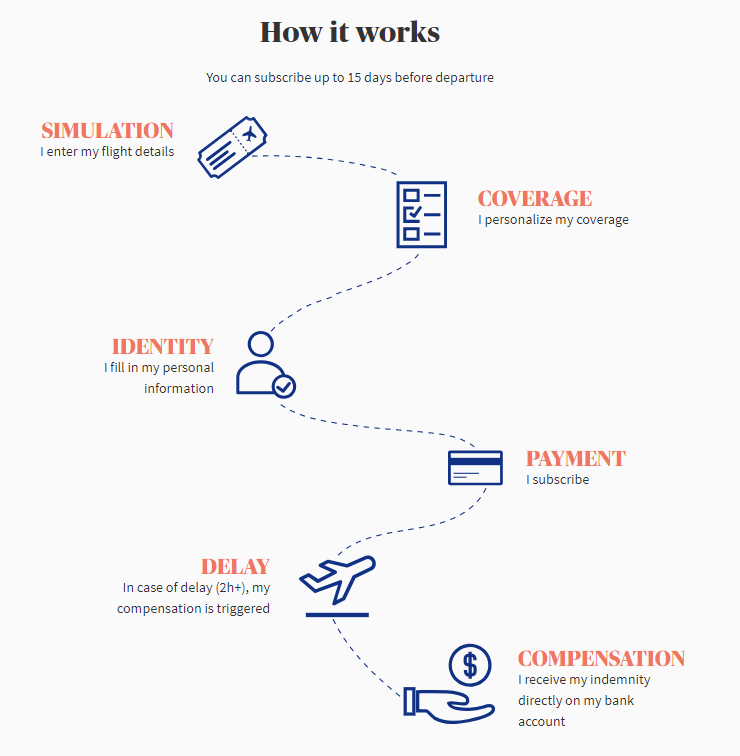 How it works
You can subscribe up to 15 days before departure
SIMULATION
I enter my flight details
COVERAGE
I personalize my coverage
IDENTITY
I fill in my personal
information
PAYMENT
I subscribe
DELAY
In case of delay (2h+), my
compensation is triggered
$
COMPENSATION
I receive my indemnity
directly on my bank
account